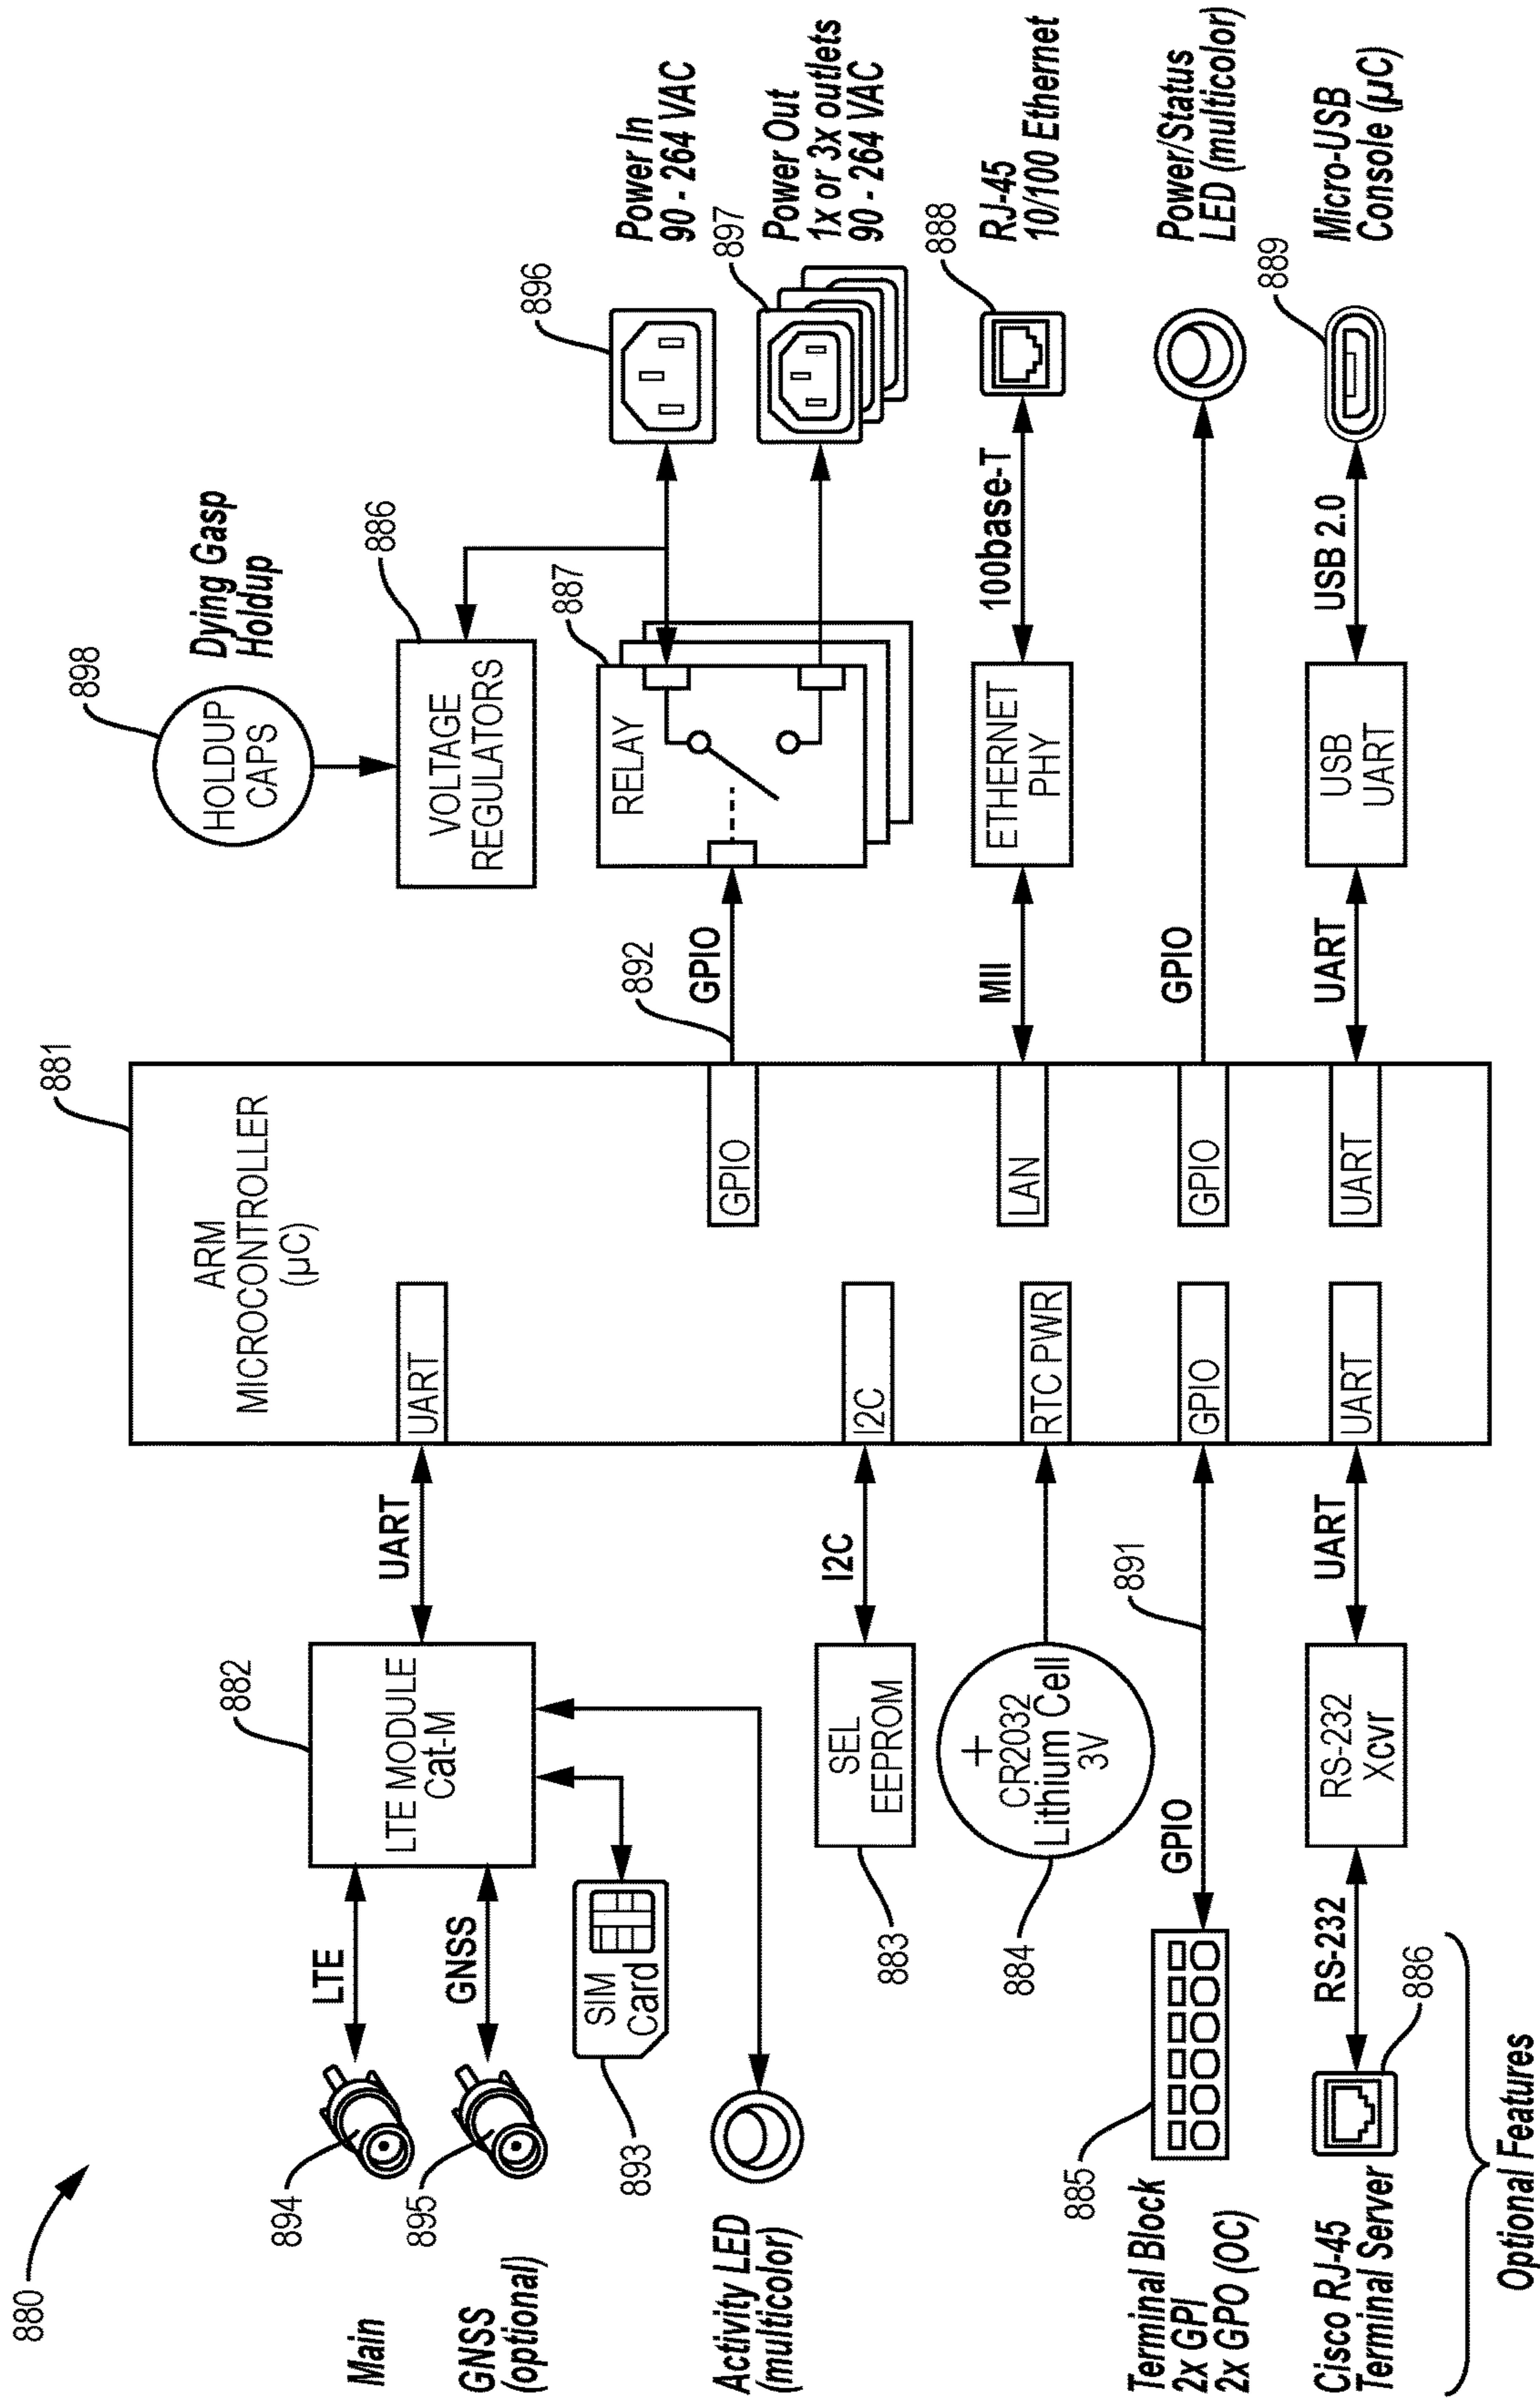 880
Main
GNSS
(optional)
894
895
LTE
GNSS
882
LTE MODULE
Cat-M
SIM
Card
893
Activity LED
(multicolor)
UART
881
ARM
MICROCONTROLLER
(µC)
UART
GPIO
892
GPIO
898
HOLDUP
CAPS
Dying Gasp
Holdup
886
VOLTAGE
REGULATORS
887
RELAY
896
Power In
90 - 264 VAC
897
Power Out
1x or 3x outlets
90 - 264 VAC
883
SEL
EEPROM
I2C
I2C
884
+
CR2032
Lithium Cell
3V
RTC PWR
LAN
MII
ETHERNET
PHY
100base-T
888
RJ-45
10/100 Ethernet
Terminal Block
2x GPI
2x GPO (OC)
885
GPIO
891
GPIO
GPIO
GPIO
Power/Status
LED (multicolor)
Cisco RJ-45
Terminal Server
886
RS-232
RS-232
Xcvr
UART
UART
UART
UART
USB
UART
USB 2.0
889
Micro-USB
Console (µC)
Optional Features